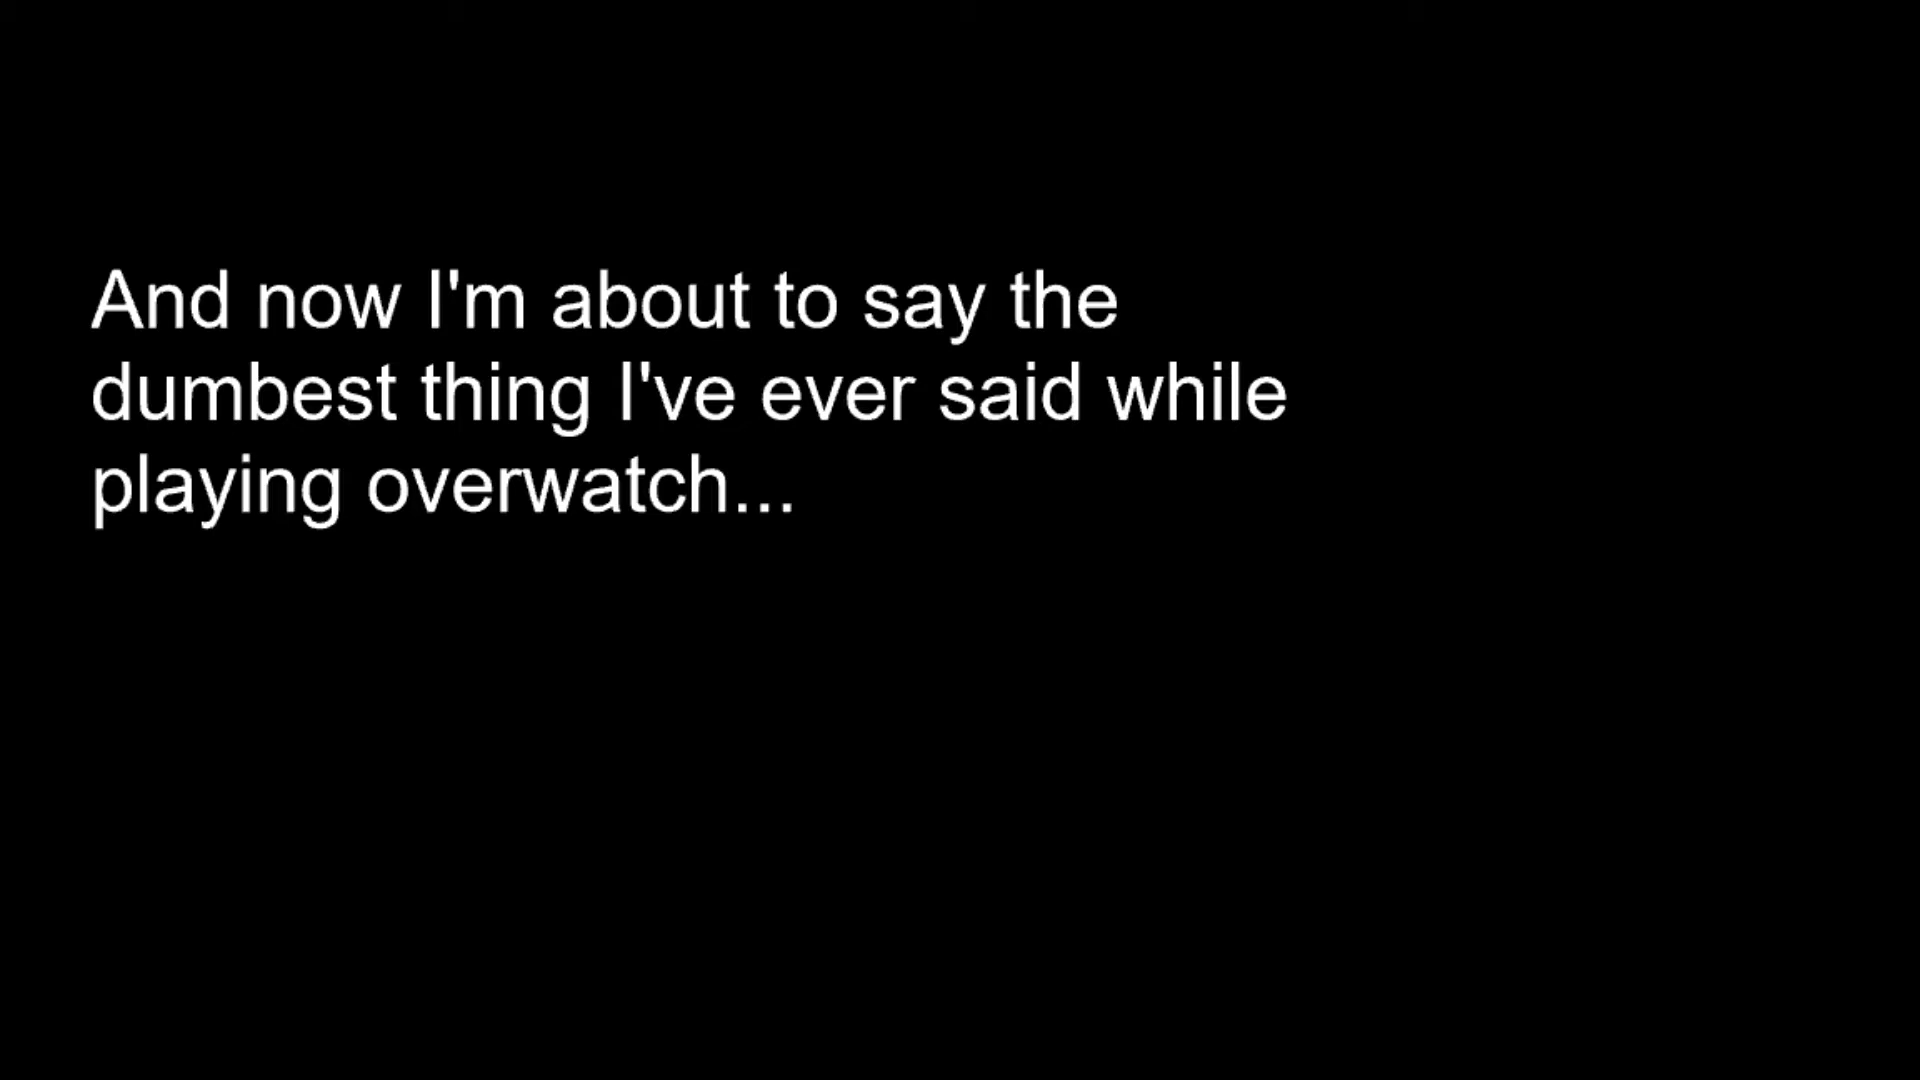 And now I'm about to say the
dumbest thing I've ever said while
playing overwatch...